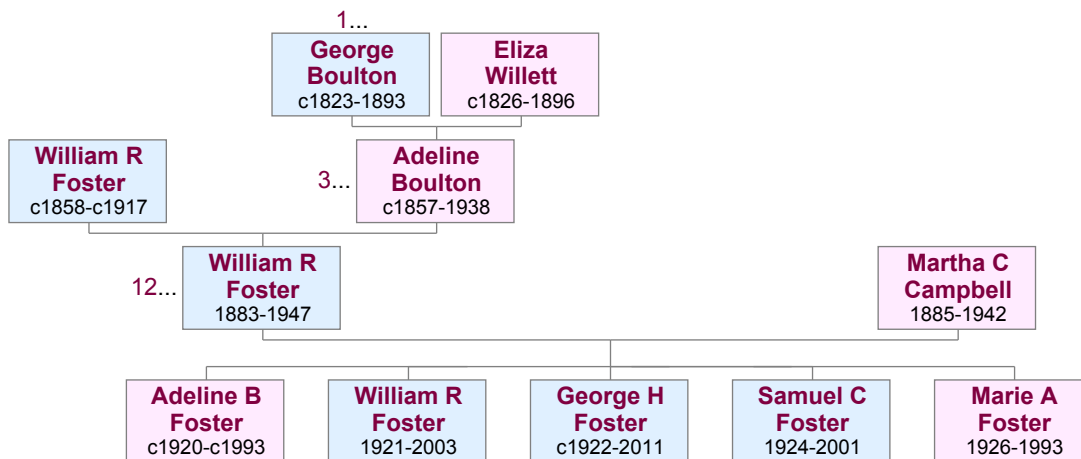 1...
George
Boulton
c1823-1893
Eliza
Willett
c1826-1896
William R
Foster
c1858-c1917
3...
Adeline
Boulton
c1857-1938
12...
William R
Foster
1883-1947
Martha C
Campbell
1885-1942
Adeline B
Foster
c1920-c1993
William R
Foster
1921-2003
George H
Foster
c1922-2011
Samuel C
Foster
1924-2001
Marie A
Foster
1926-1993